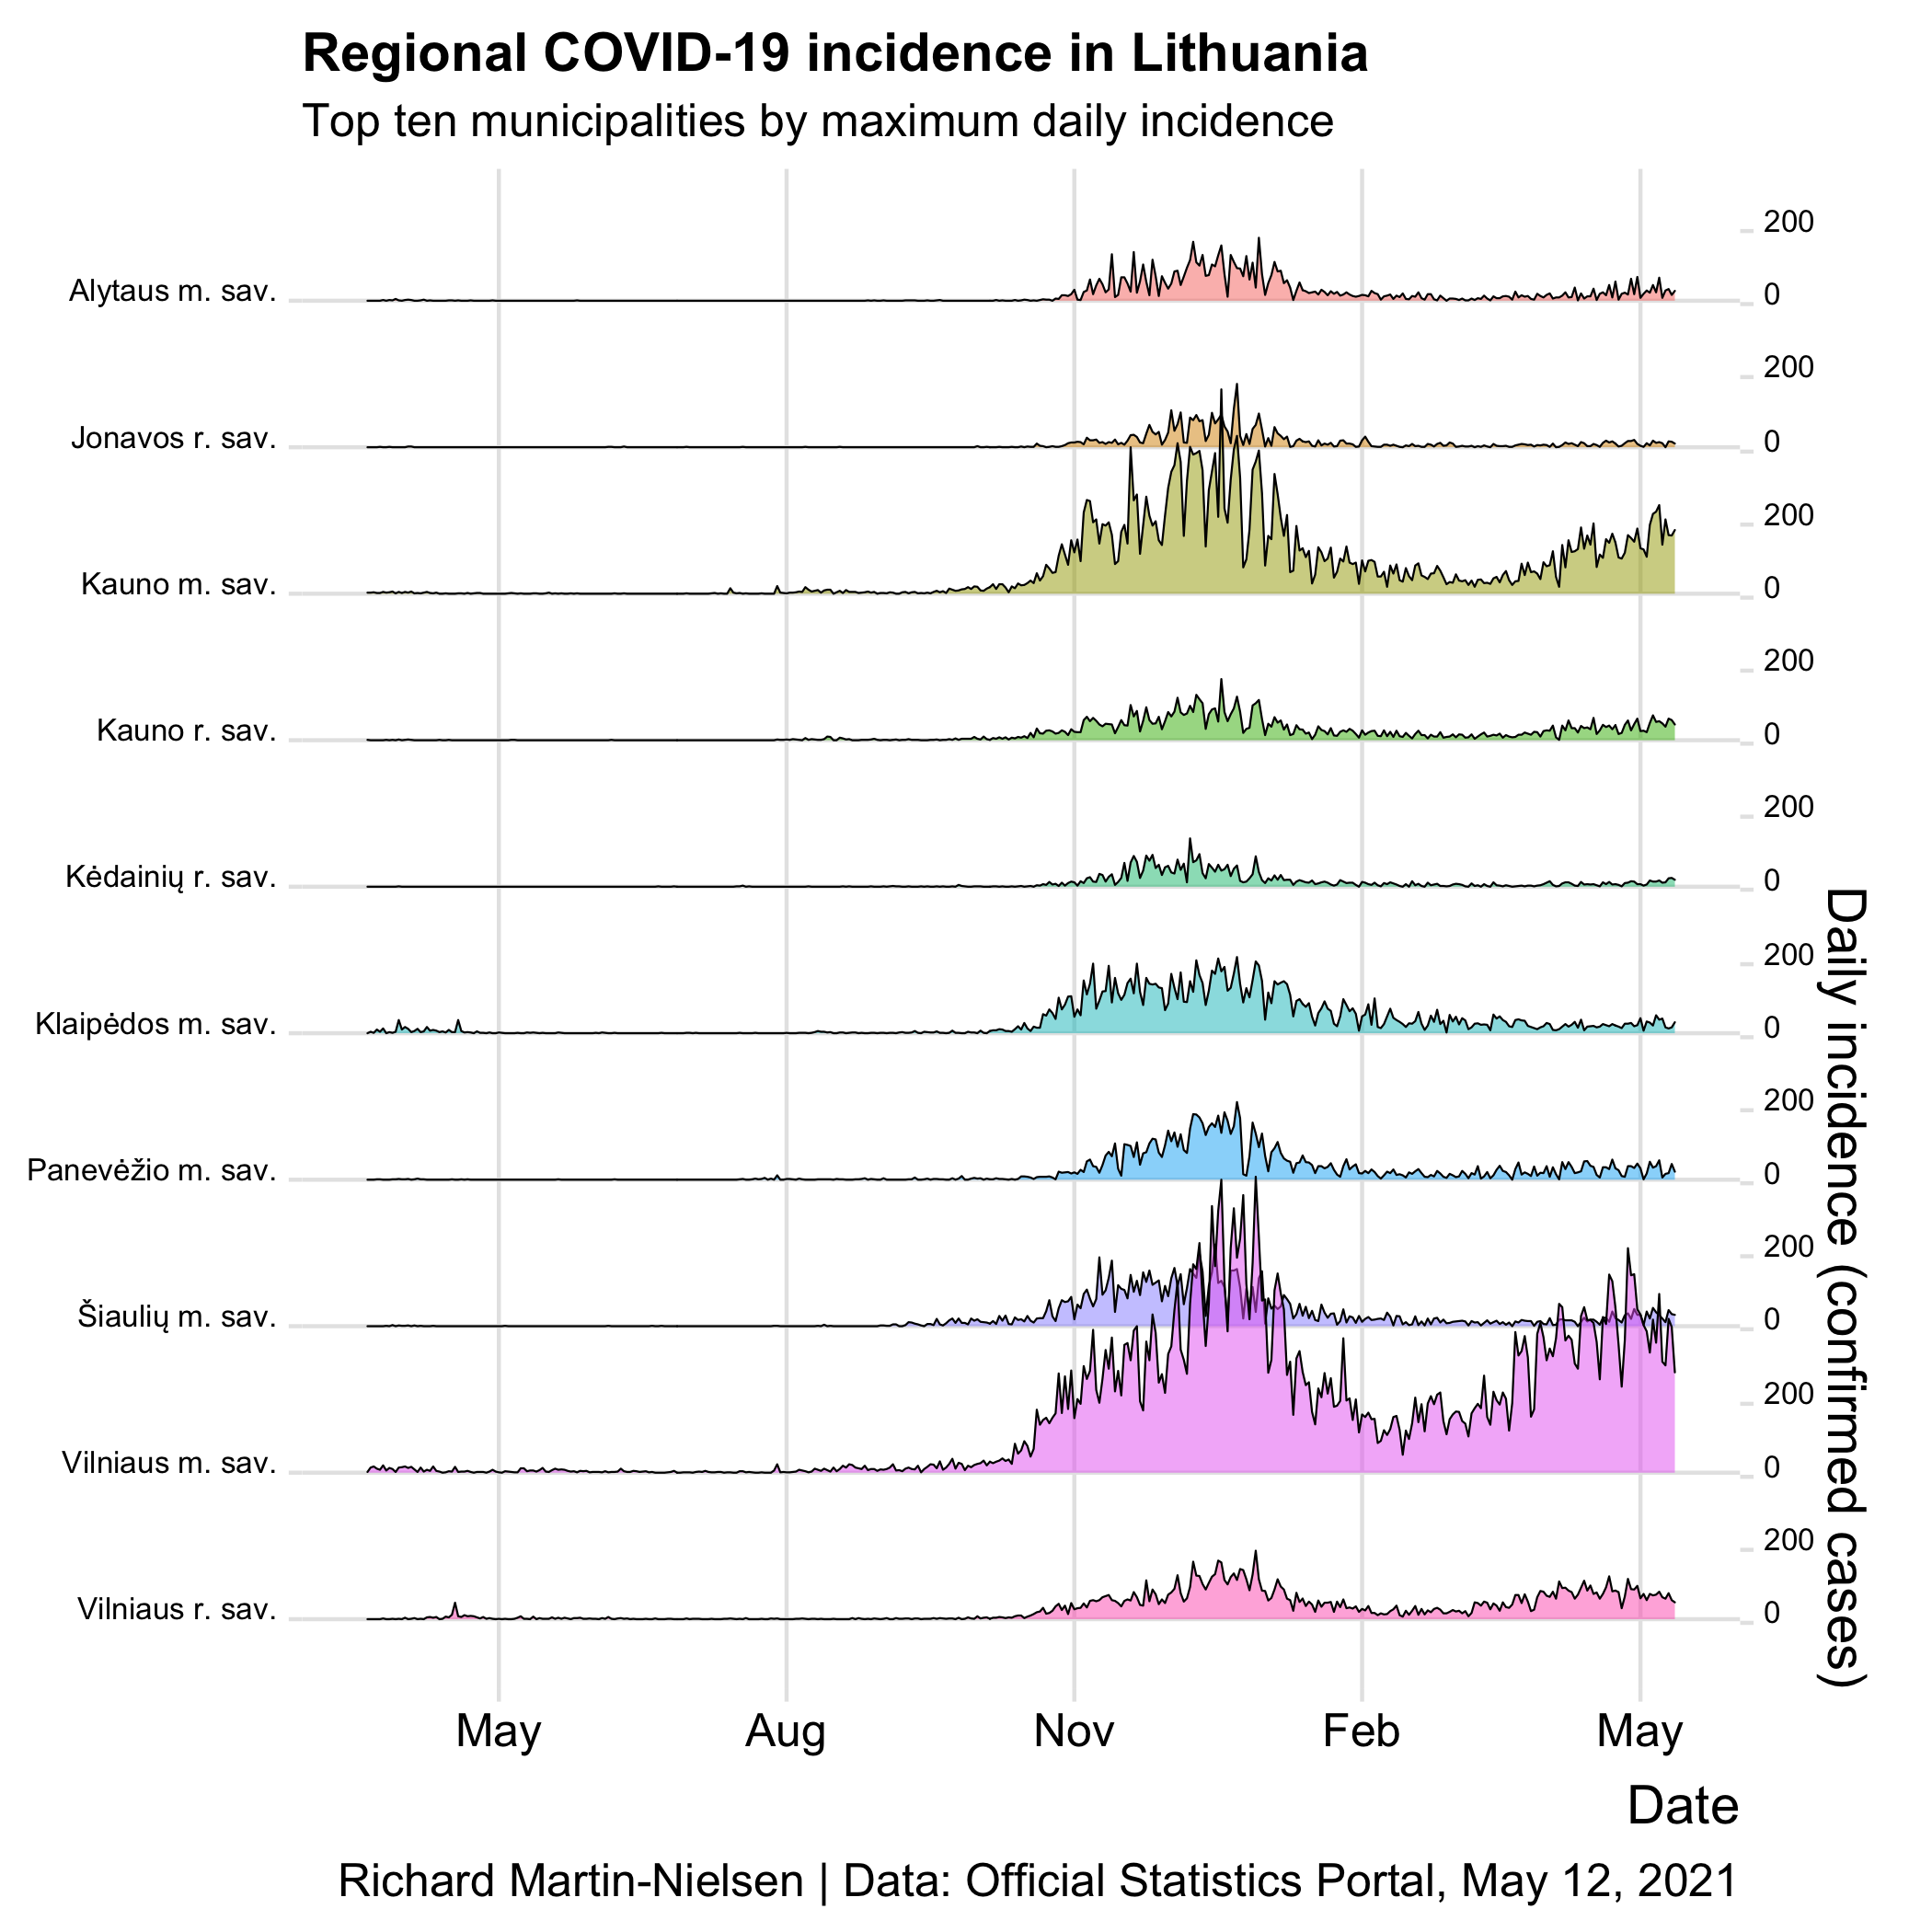 Regional COVID-19 incidence in Lithuania
Top ten municipalities by maximum daily incidence
200
Alytaus m. sav.
0
200
Jonavos r. sav.
0
200
Kauno m. sav.
0
200
Kauno r. sav.
0
200
Kėdainių r. sav.
0
200
Klaipėdos m. sav.
0
200
Panevėžio m. sav.
0
200
Šiaulių m. sav.
0
200
Vilniaus m. sav.
0
200
Vilniaus r. sav.
0
Daily incidence (confirmed cases)
May Aug Nov Feb May
Date
Richard Martin-Nielsen | Data: Official Statistics Portal, May 12, 2021